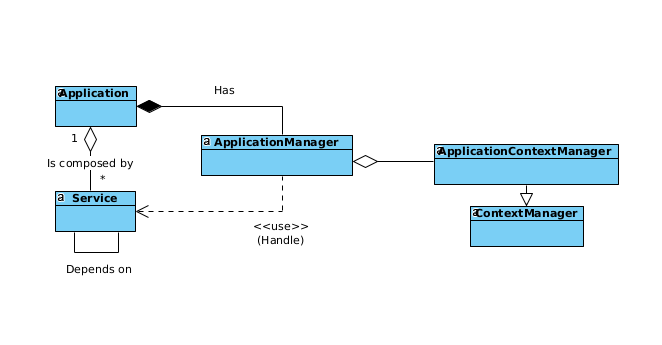 a Application
Has
1
a ApplicationManager
a ApplicationContextManager
Is composed by
*
a Service
a ContextManager
<<use>>
(Handle)
Depends on